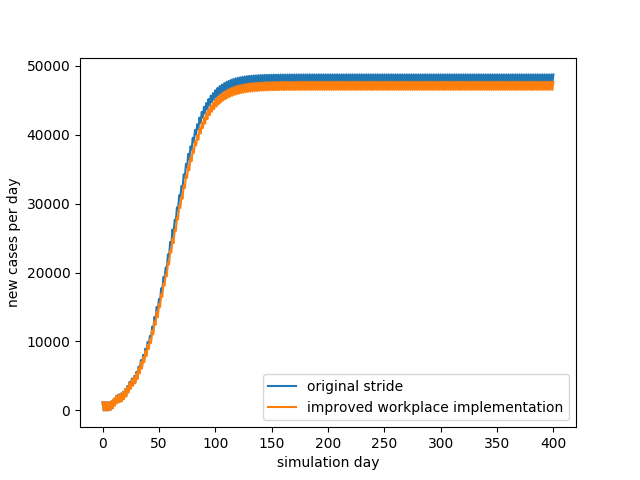 50000
40000
30000
20000
10000
0
new cases per day
original stride
improved workplace implementation
0 50 100 150 200 250 300 350 400
simulation day